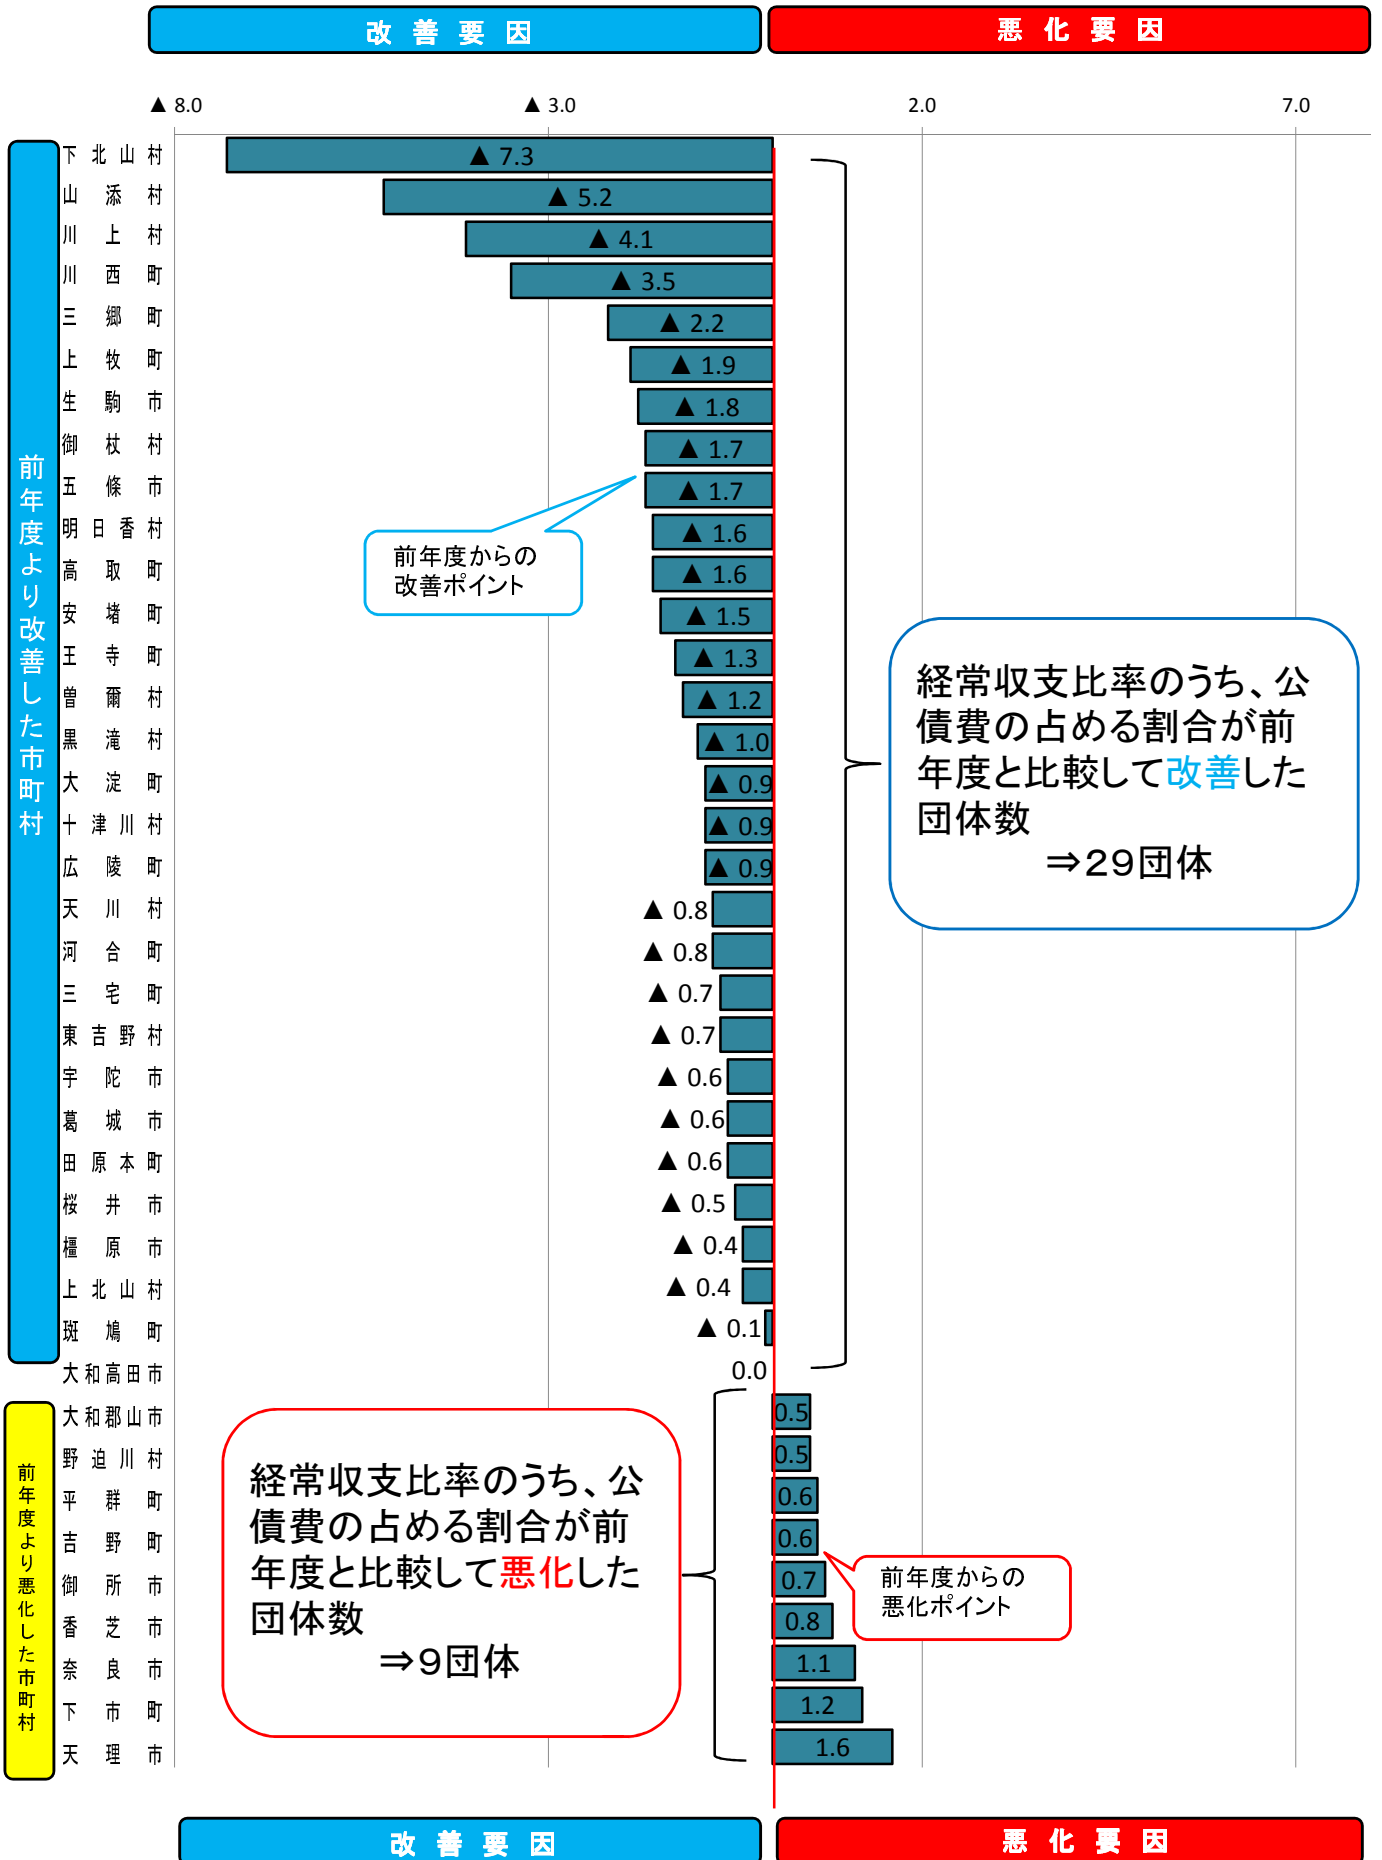 改善要因
悪化要因
▲ 8.0
▲ 3.0
2.0
7.0
前年度より改善した市町村
下北山村 ▲ 7.3
山添村 ▲ 5.2
川上村 ▲ 4.1
川西町 ▲ 3.5
三郷町 ▲ 2.2
上牧町 ▲ 1.9
生駒市 ▲ 1.8
御杖村 ▲ 1.7
五條市 ▲ 1.7
明日香村 ▲ 1.6
高取町 ▲ 1.6
安堵町 ▲ 1.5
王寺町 ▲ 1.3
曽爾村 ▲ 1.2
黒滝村 ▲ 1.0
大淀町 ▲ 0.9
十津川村 ▲ 0.9
広陵町 ▲ 0.9
天川村 ▲ 0.8
河合町 ▲ 0.8
三宅町 ▲ 0.7
東吉野村 ▲ 0.7
宇陀市 ▲ 0.6
葛城市 ▲ 0.6
田原本町 ▲ 0.6
桜井市 ▲ 0.5
橿原市 ▲ 0.4
上北山村 ▲ 0.4
斑鳩町 ▲ 0.1
大和高田市 0.0
前年度からの
改善ポイント
経常収支比率のうち、公
債費の占める割合が前
年度と比較して改善した
団体数
⇒29団体
前年度より悪化した市町村
大和郡山市 0.5
野迫川村 0.5
平群町 0.6
吉野町 0.6
御所市 0.7
香芝市 0.8
奈良市 1.1
下市町 1.2
天理市 1.6
経常収支比率のうち、公
債費の占める割合が前
年度と比較して悪化した
団体数
⇒9団体
前年度からの
悪化ポイント
改善要因
悪化要因